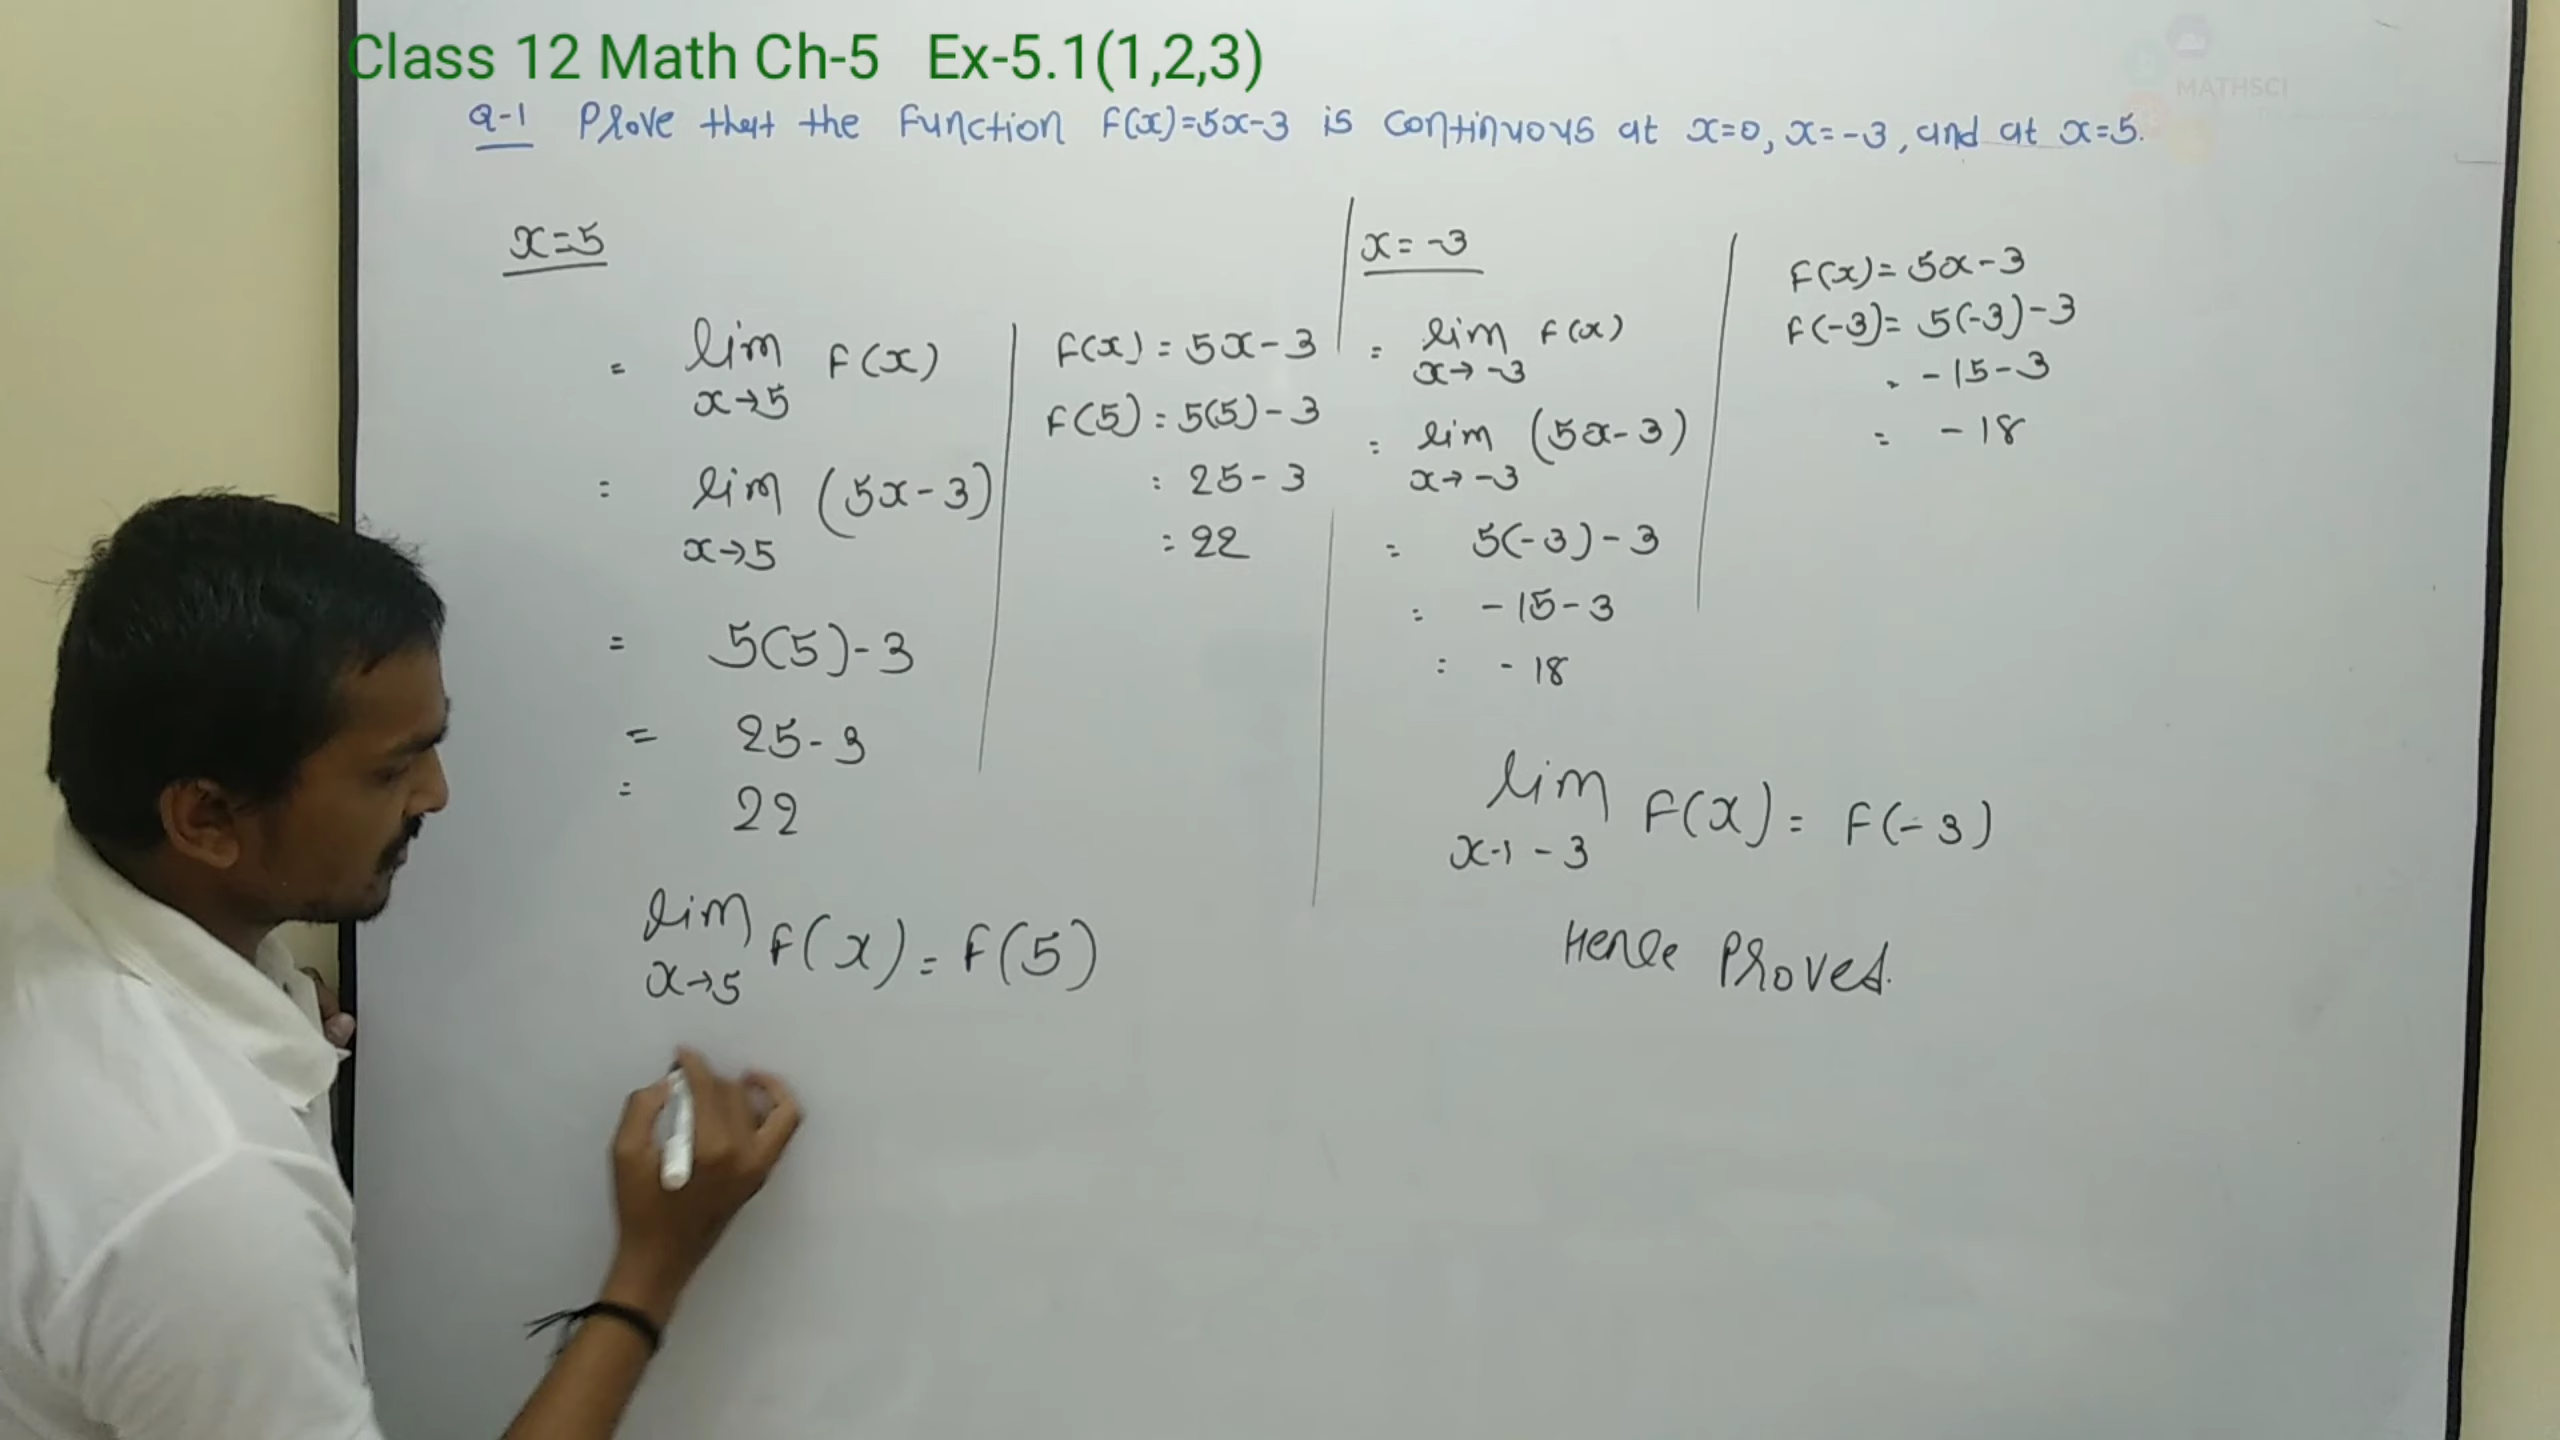 Class 12 Math Ch-5 Ex-5.1(1,2,3)
MATHSCI
Q-1 Prove that the Function F(x)=5x-3 is continuous at x=0, x=-3, and at x=5.
x=5
= lim F(x)
x→5
= lim (5x-3)
x→5
= 5(5)-3
= 25-3
= 22
lim F(x) = F(5)
x→5
F(x) = 5x-3
F(5) = 5(5)-3
= 25-3
= 22
x=-3
= lim F(x)
x→-3
= lim (5x-3)
x→-3
= 5(-3)-3
= -15-3
= -18
F(x)= 5x-3
F(-3)= 5(-3)-3
= -15-3
= -18
lim F(x) = F(-3)
x→-3
Hence Proved.